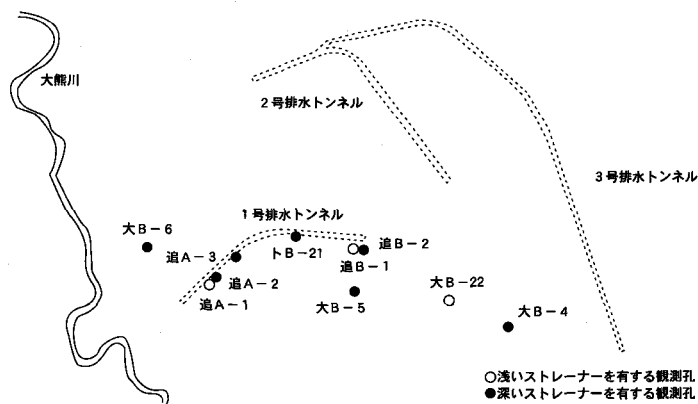 大熊川
2号排水トンネル
3号排水トンネル
1号排水トンネル
大B-6
追A-3
トB-21
追B-2
追B-1
追A-2
追A-1
大B-22
大B-5
大B-4
○浅いストレーナーを有する観測孔
●深いストレーナーを有する観測孔